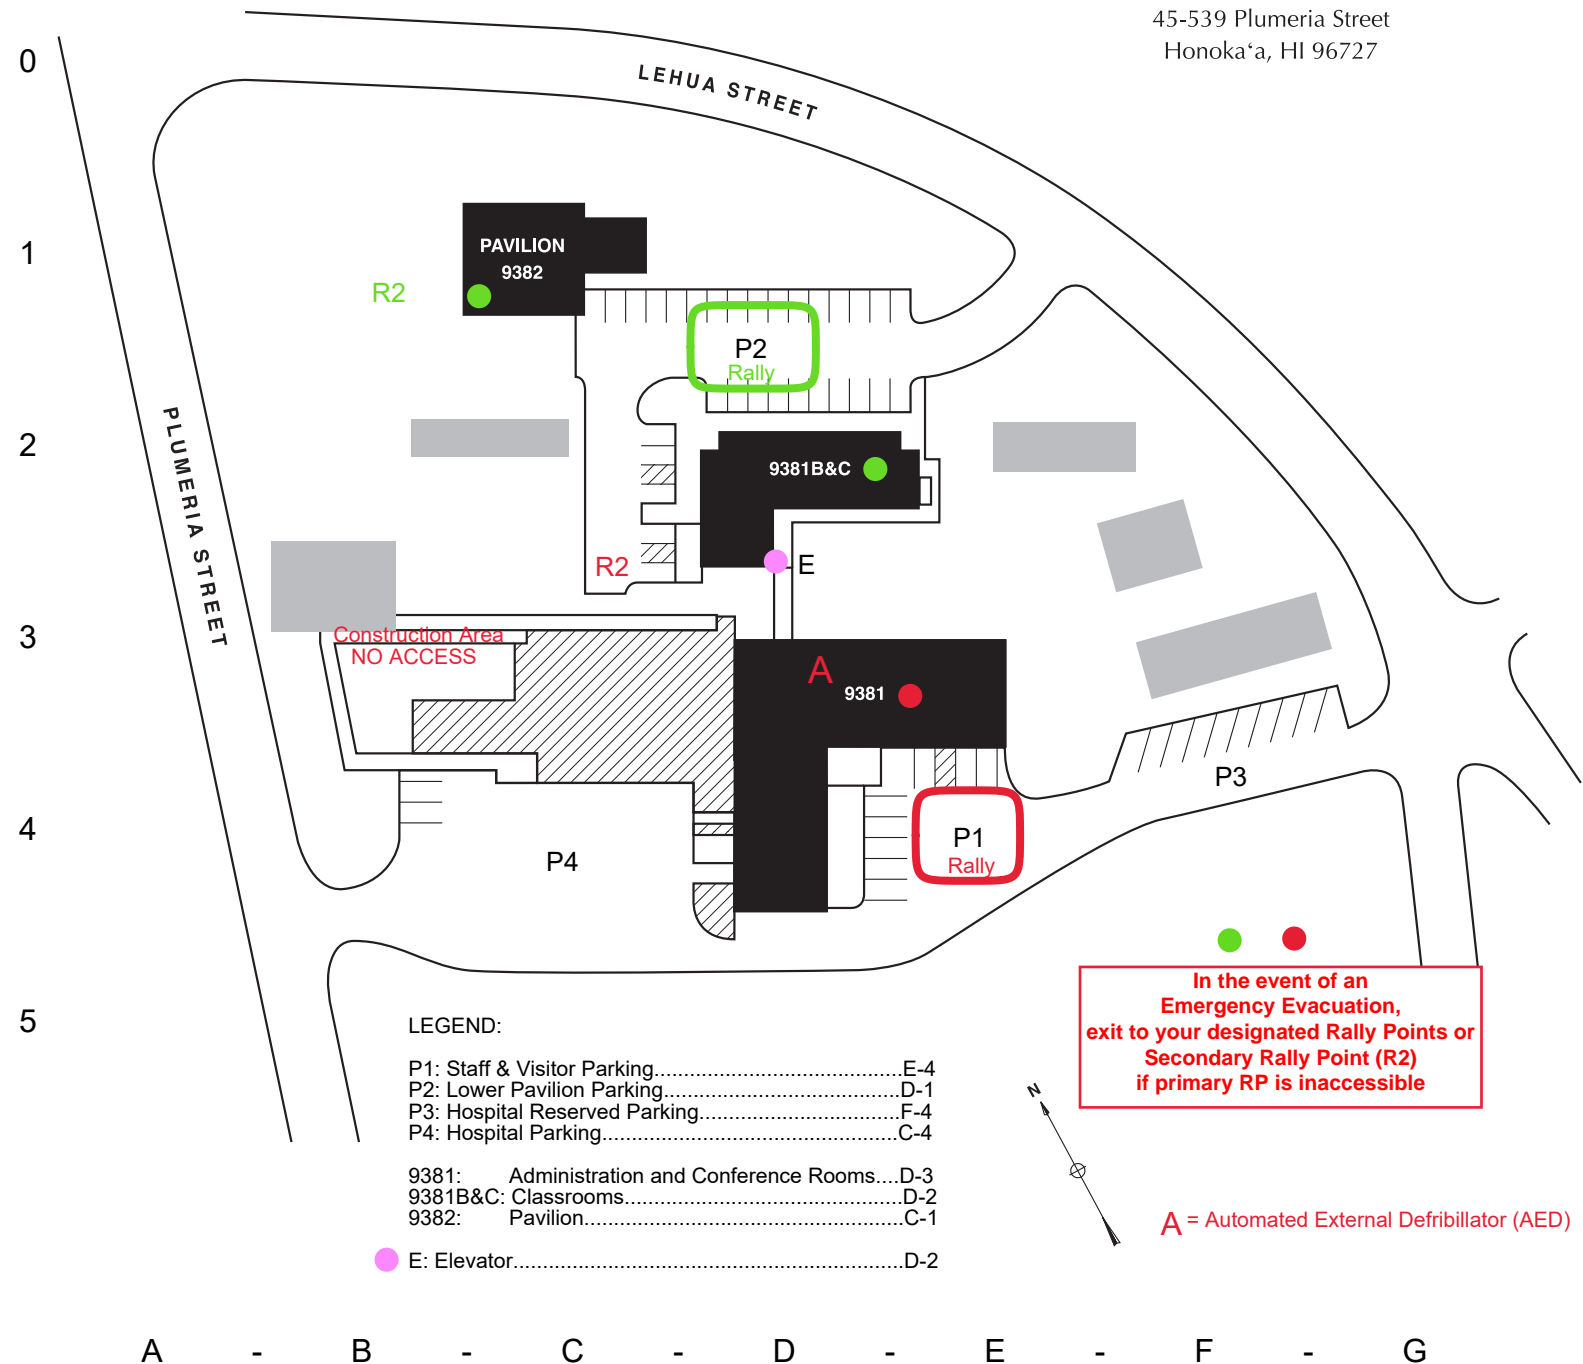 45-539 Plumeria Street
Honokaʻa, HI 96727
0
LEHUA STREET
1
PAVILION
9382
R2
P2
Rally
PLUMERIA STREET
2
9381B&C
E
R2
3
Construction Area
NO ACCESS
A
9381
P3
4
P1
Rally
P4
5
In the event of an
Emergency Evacuation,
exit to your designated Rally Points or
Secondary Rally Point (R2)
if primary RP is inaccessible
LEGEND:
P1: Staff & Visitor Parking..........................................E-4
P2: Lower Pavilion Parking........................................D-1
P3: Hospital Reserved Parking..................................F-4
P4: Hospital Parking..................................................C-4
9381: Administration and Conference Rooms....D-3
9381B&C: Classrooms...............................................D-2
9382: Pavilion......................................................C-1
E: Elevator..................................................................D-2
N
A = Automated External Defribillator (AED)
A - B - C - D - E - F - G